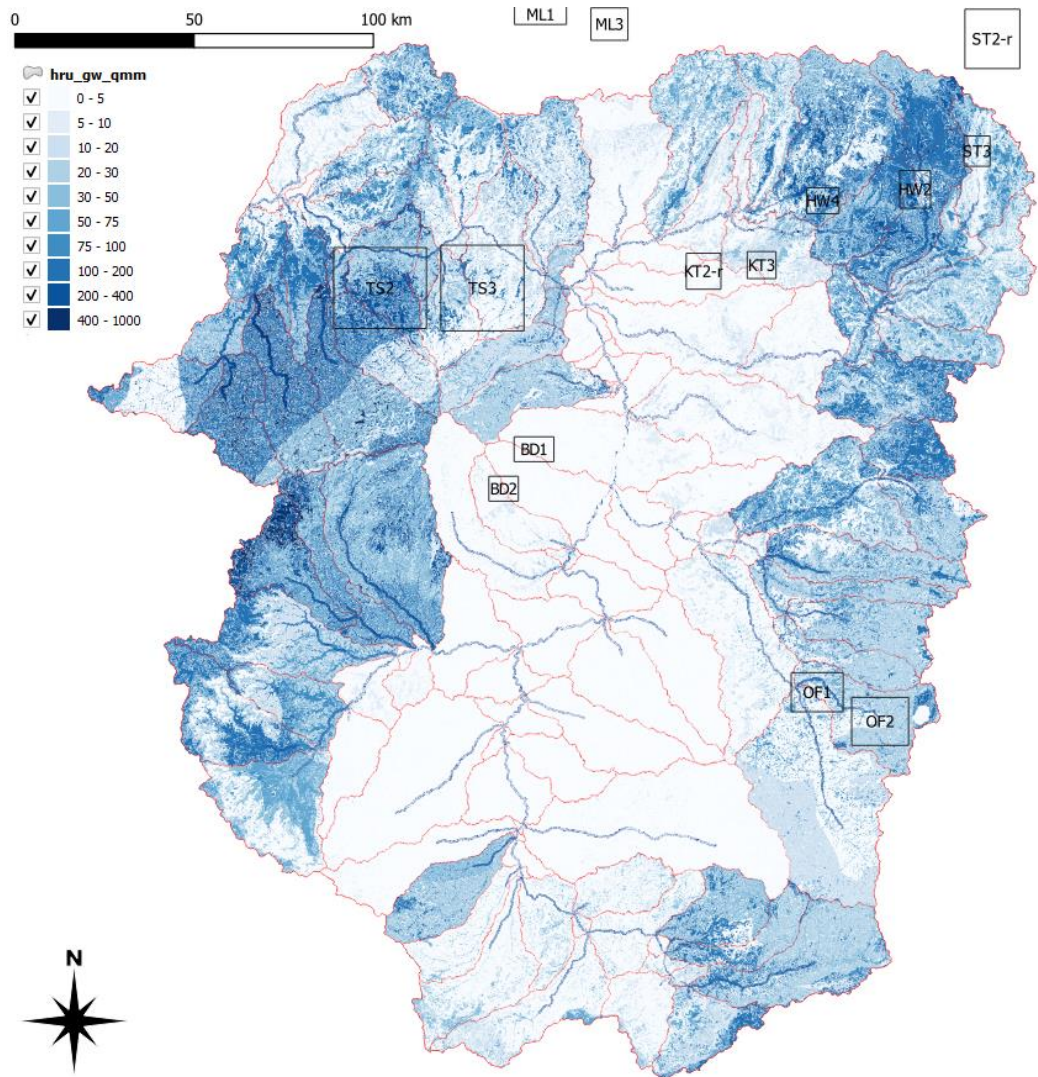 0 50 100 km
ML1
ML3
ST2-r
hru_gw_qmm
0 - 5
5 - 10
10 - 20
20 - 30
30 - 50
50 - 75
75 - 100
100 - 200
200 - 400
400 - 1000
ST3
HW4
HW2
KT2-r
KT3
TS2
TS3
BD1
BD2
OF1
OF2
N